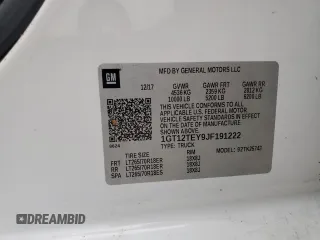 GM
MFD BY GENERAL MOTORS LLC
12/17 GVWR GAWR FRT GAWR RR
4536 KG 2359 KG 2812 KG
10000 LB 5200 LB 6200 LB
THIS VEHICLE CONFORMS TO ALL APPLICABLE
U.S. FEDERAL MOTOR VEHICLE SAFETY
STANDARDS IN EFFECT ON THE DATE OF
MANUFACTURE SHOWN ABOVE.
1GT12TEY9JF191222
TYPE: TRUCK
TIRE SIZE RIM
FRT LT265/70R18E 18X8J
RR LT265/70R18E 18X8J
SPA LT265/70R18E 18X8J